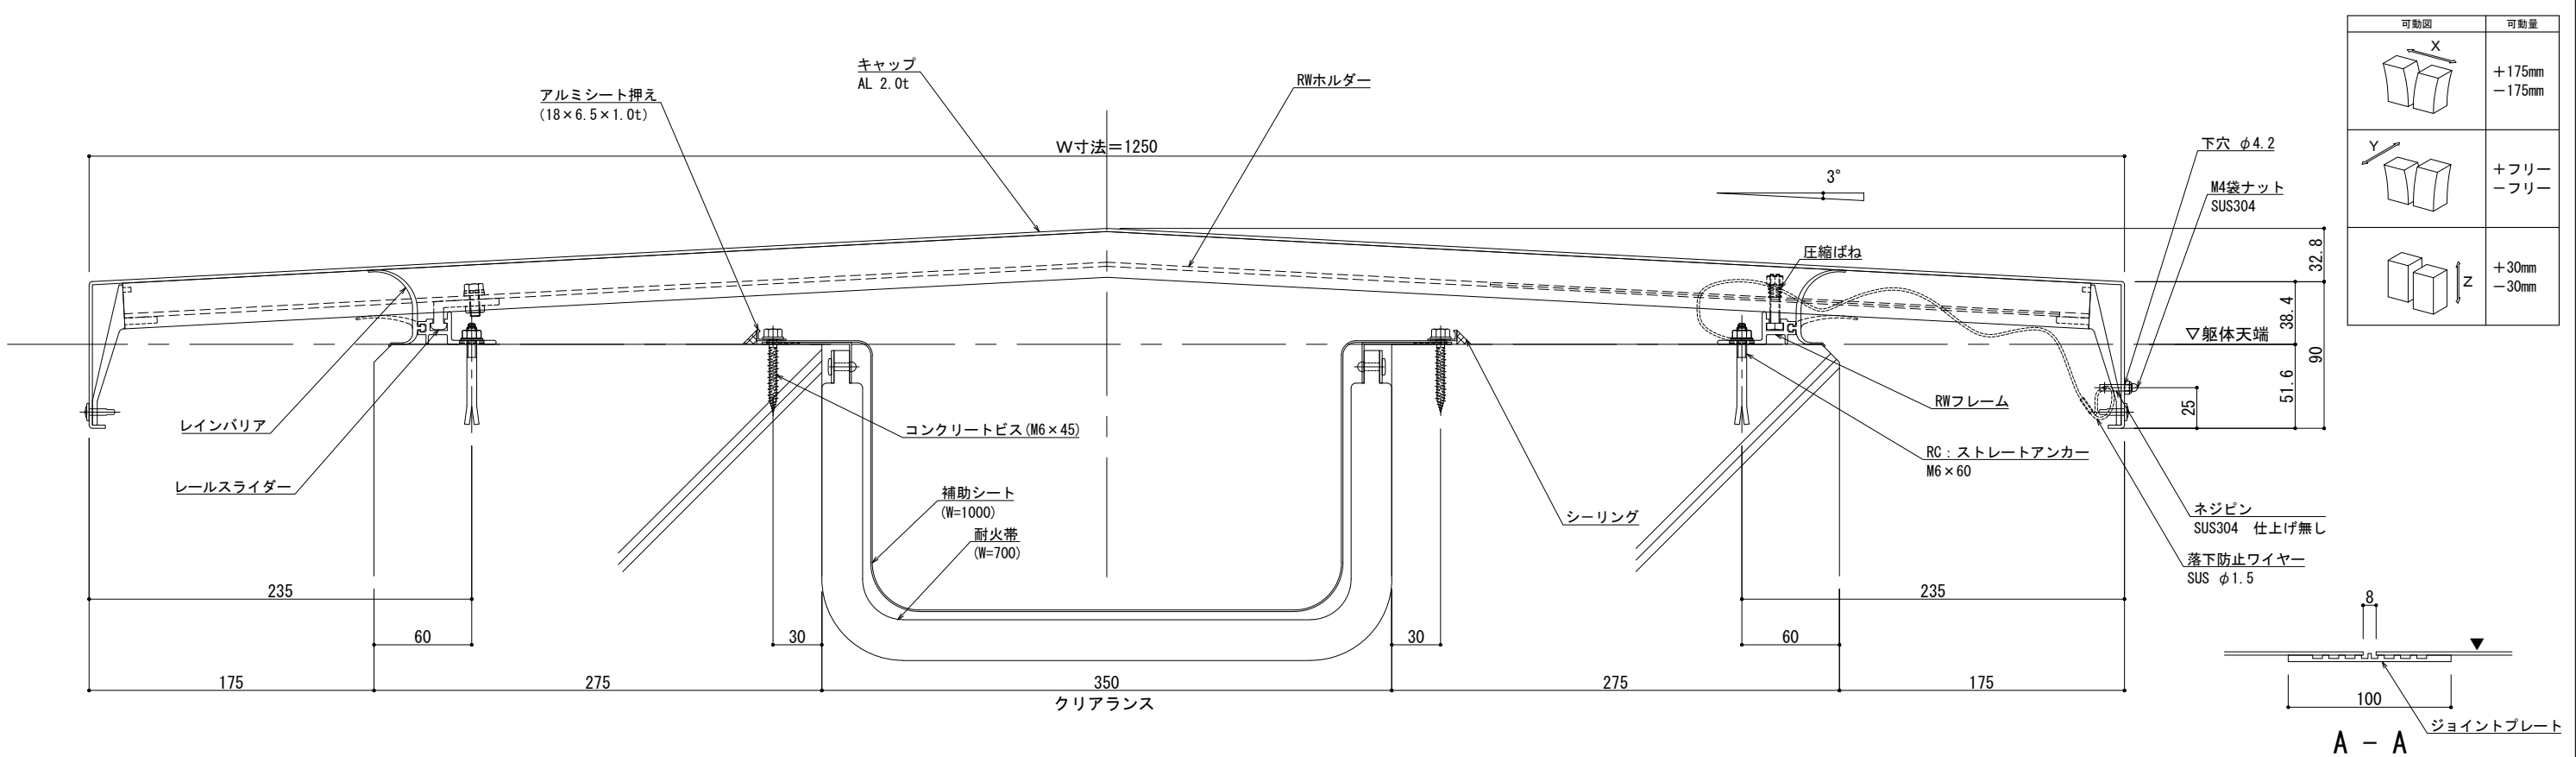 可動図
可動量
X
＋175mm
－175mm
Y
＋フリー
－フリー
Z
＋30mm
－30mm
キャップ
AL 2.0t
アルミシート押え
(18×6.5×1.0t)
RWホルダー
W寸法＝1250
3°
下穴 φ4.2
M4袋ナット
SUS304
圧縮ばね
32.8
38.4
▽躯体天端
90
51.6
25
レインバリア
レールスライダー
コンクリートビス(M6×45)
RWフレーム
RC：ストレートアンカー
M6×60
補助シート
(W=1000)
耐火帯
(W=700)
シーリング
ネジピン
SUS304 仕上げ無し
落下防止ワイヤー
SUS φ1.5
235
235
60
30
30
60
175
275
350
275
175
クリアランス
8
100
ジョイントプレート
A － A